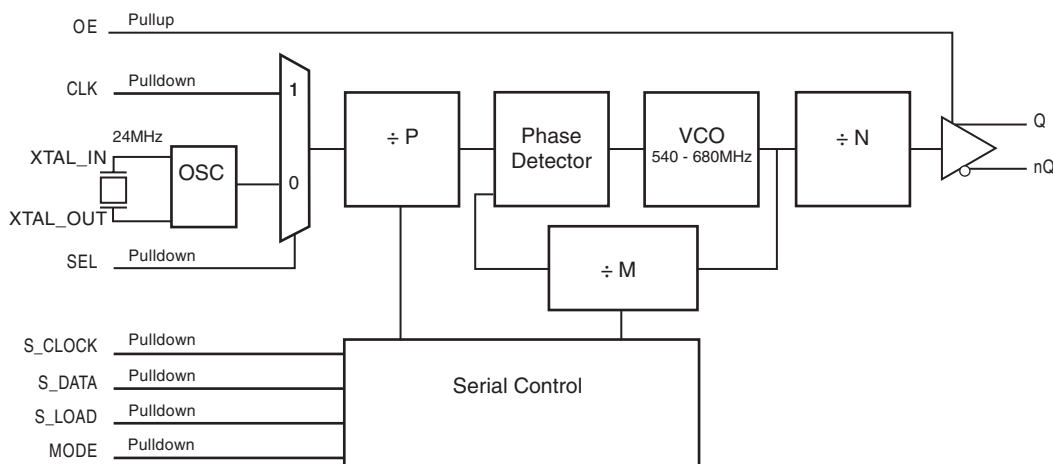 OE Pullup
CLK Pulldown
1
24MHz
XTAL_IN
OSC
0
XTAL_OUT
SEL Pulldown
÷ P
Phase
Detector
VCO
540 - 680MHz
÷ N
Q
nQ
÷ M
S_CLOCK Pulldown
S_DATA Pulldown
S_LOAD Pulldown
MODE Pulldown
Serial Control